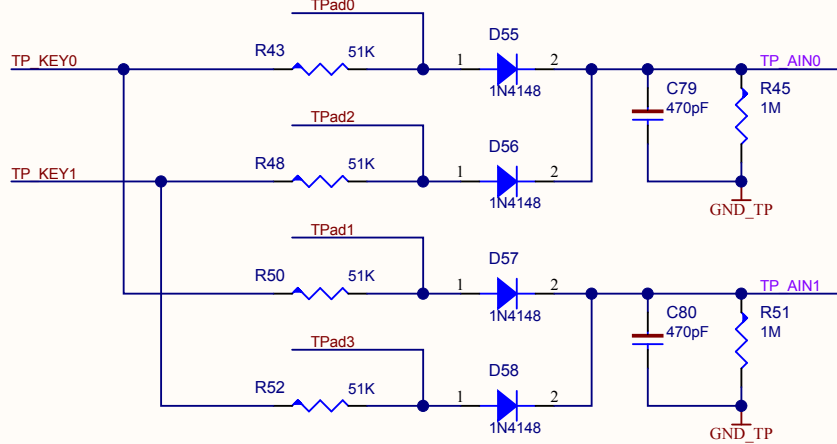 TPad0
R43
51K
D55
1
2
1N4148
TP_KEY0
TP_AIN0
C79
470pF
R45
1M
TPad2
R48
51K
D56
1
2
1N4148
TP_KEY1
GND_TP
TPad1
R50
51K
D57
1
2
1N4148
TP_AIN1
C80
470pF
R51
1M
TPad3
R52
51K
D58
1
2
1N4148
GND_TP